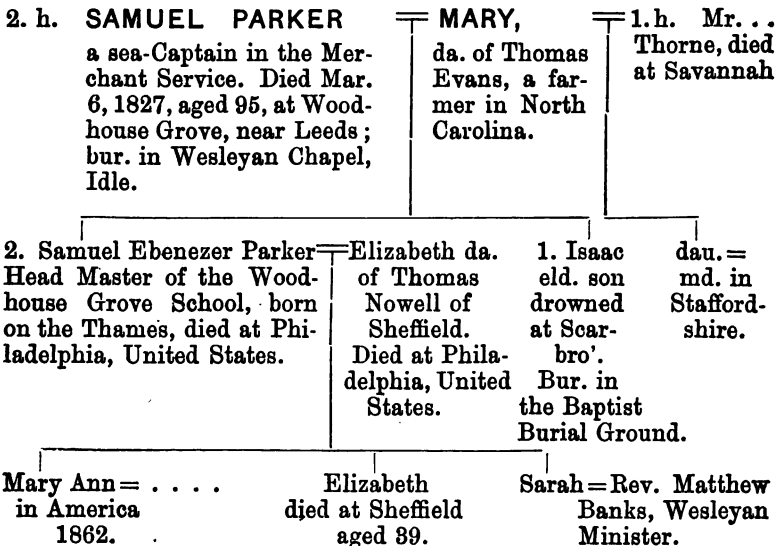 2. h. SAMUEL PARKER = MARY, = 1. h. Mr. . .
a sea-Captain in the Mer-
chant Service. Died Mar.
6, 1827, aged 95, at Wood-
house Grove, near Leeds ;
bur. in Wesleyan Chapel,
Idle.
da. of Thomas
Evans, a far-
mer in North
Carolina.
Thorne, died
at Savannah
2. Samuel Ebenezer Parker=Elizabeth da.
Head Master of the Wood-
house Grove School, born
on the Thames, died at Phi-
ladelphia, United States.
of Thomas
Nowell of
Sheffield.
Died at Phila-
delphia, United
States.
1. Isaac
eld. son
drowned
at Scar-
bro'.
Bur. in
the Baptist
Burial Ground.
dau. =
md. in
Stafford-
shire.
Mary Ann = . . . .
in America
1862.
Elizabeth
died at Sheffield
aged 39.
Sarah = Rev. Matthew
Banks, Wesleyan
Minister.